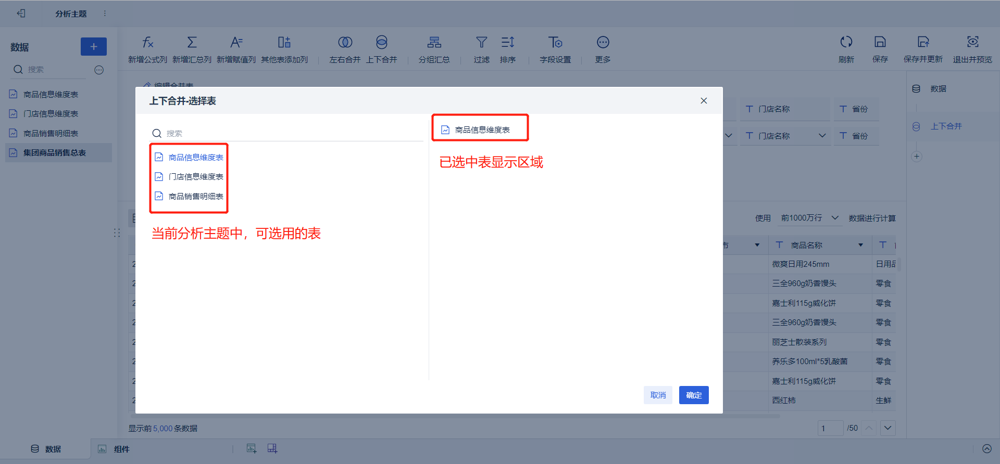 分析主题
数据
+
搜索
商品信息维度表
门店信息维度表
商品销售明细表
集团商品销售总表
新增公式列 新增汇总列 新增赋值列 其他表添加列 左右合并 上下合并 分组汇总 过滤 排序 字段设置 更多
刷新 保存 保存并更新 退出并预览
编辑合并表
上下合并-选择表
搜索
商品信息维度表
门店信息维度表
商品销售明细表
当前分析主题中，可选用的表
商品信息维度表
已选中表显示区域
取消 确定
T 门店名称 T 省份
T 门店名称 T 省份
数据
上下合并
使用 前1000万行 数据进行计算
市 T 商品名称 T
2 微爽日用245mm 日用品
2 三全960g奶香馒头 零食
2 嘉士利115g威化饼 零食
2 三全960g奶香馒头 零食
2 丽芝士散装系列 零食
2 养乐多100ml*5乳酸菌 零食
2 嘉士利115g威化饼 零食
2 西红柿 生鲜
显示前 5,000 条数据
1 /50
数据 组件